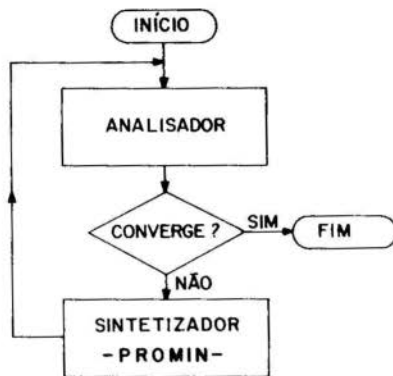 INÍCIO
ANALISADOR
CONVERGE ?
SIM
FIM
NÃO
SINTETIZADOR
-PROMIN-